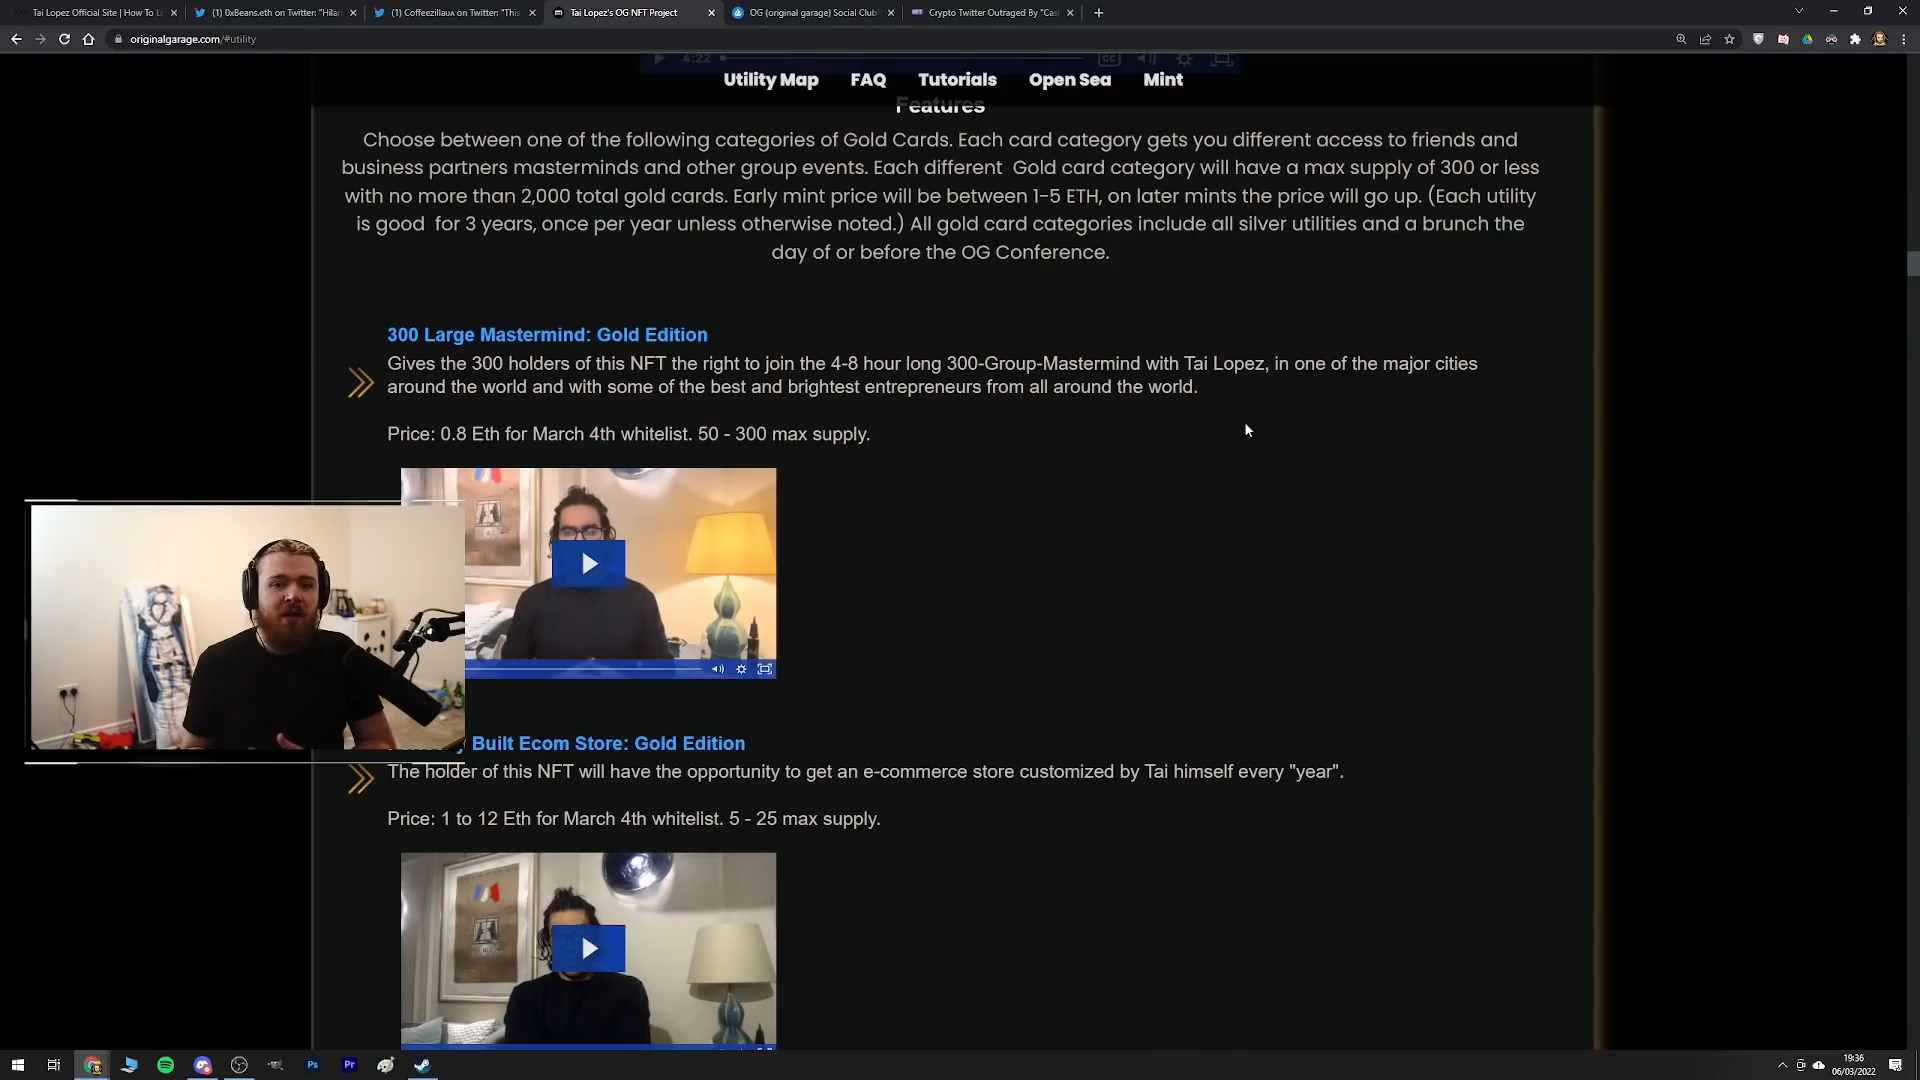 Tai Lopez Official Site | How To E
(1) 0xBeans.eth on Twitter: "Hilari
(1) Coffeezillaᴜʌ on Twitter: "This
Tai Lopez's OG NFT Project
OG (original garage) Social Club
Crypto Twitter Outraged By "Cas
originalgarage.com/#utility
4:22
CC
Utility Map FAQ Tutorials Open Sea Mint
Features
Choose between one of the following categories of Gold Cards. Each card category gets you different access to friends and
business partners masterminds and other group events. Each different Gold card category will have a max supply of 300 or less
with no more than 2,000 total gold cards. Early mint price will be between 1-5 ETH, on later mints the price will go up. (Each utility
is good for 3 years, once per year unless otherwise noted.) All gold card categories include all silver utilities and a brunch the
day of or before the OG Conference.
300 Large Mastermind: Gold Edition
Gives the 300 holders of this NFT the right to join the 4-8 hour long 300-Group-Mastermind with Tai Lopez, in one of the major cities
around the world and with some of the best and brightest entrepreneurs from all around the world.
Price: 0.8 Eth for March 4th whitelist. 50 - 300 max supply.
y Built Ecom Store: Gold Edition
The holder of this NFT will have the opportunity to get an e-commerce store customized by Tai himself every "year".
Price: 1 to 12 Eth for March 4th whitelist. 5 - 25 max supply.
Ps
Pr
19:36
06/03/2022